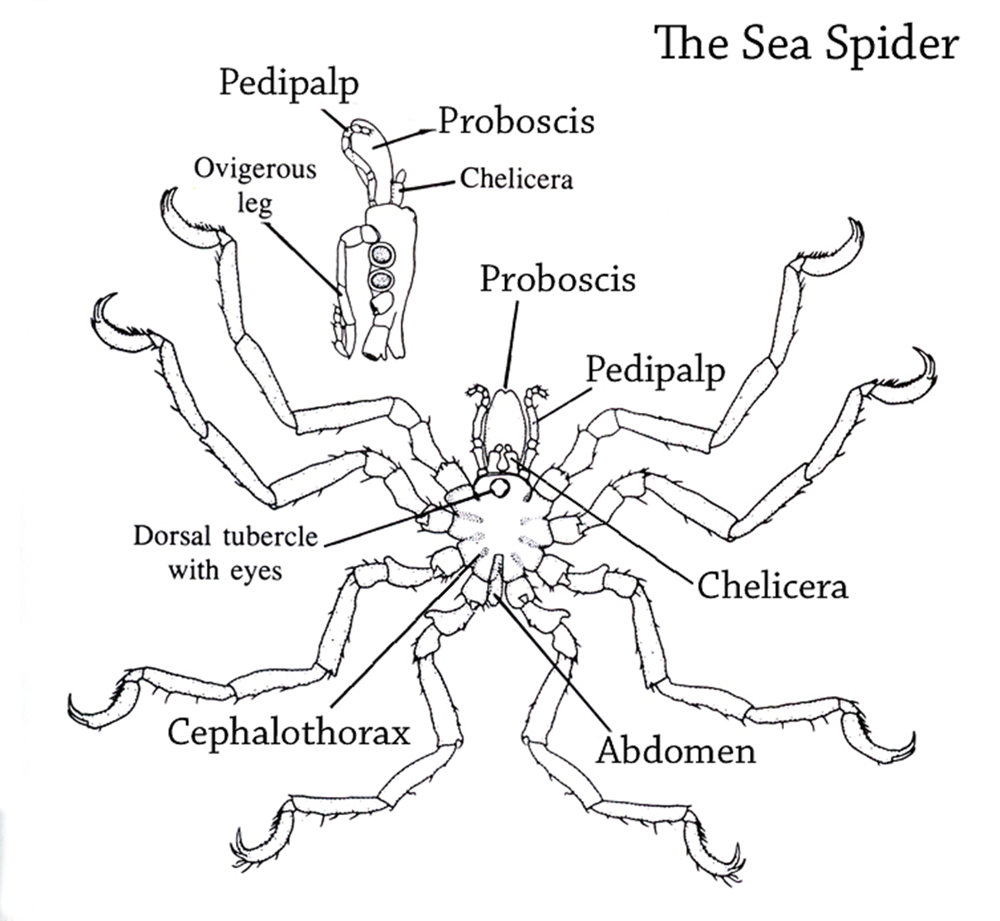 The Sea Spider
Pedipalp
Proboscis
Ovigerous
leg
Chelicera
Proboscis
Pedipalp
Dorsal tubercle
with eyes
Chelicera
Cephalothorax
Abdomen